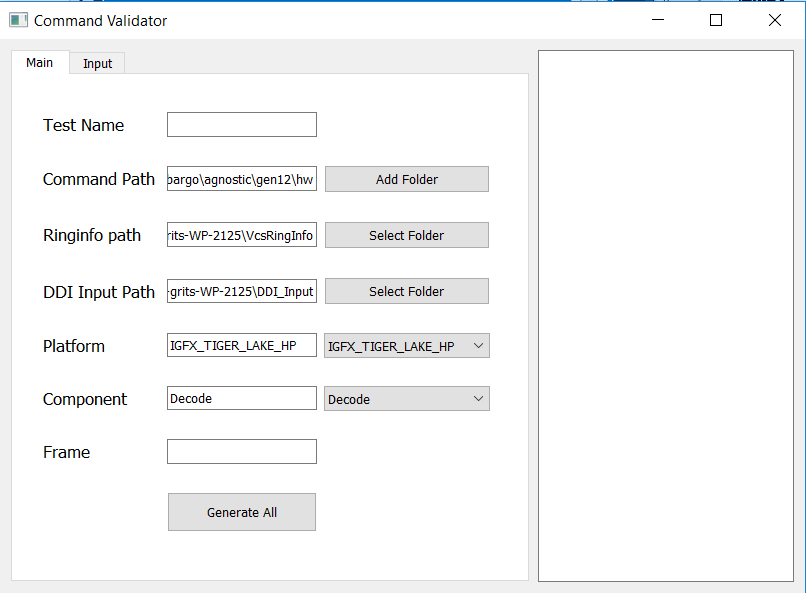 Command Validator
Main
Input
Test Name
Command Path
bargo\agnostic\gen12\hw
Add Folder
Ringinfo path
rits-WP-2125\VcsRingInfo
Select Folder
DDI Input Path
-grits-WP-2125\DDI_Input
Select Folder
Platform
IGFX_TIGER_LAKE_HP
IGFX_TIGER_LAKE_HP
Component
Decode
Decode
Frame
Generate All